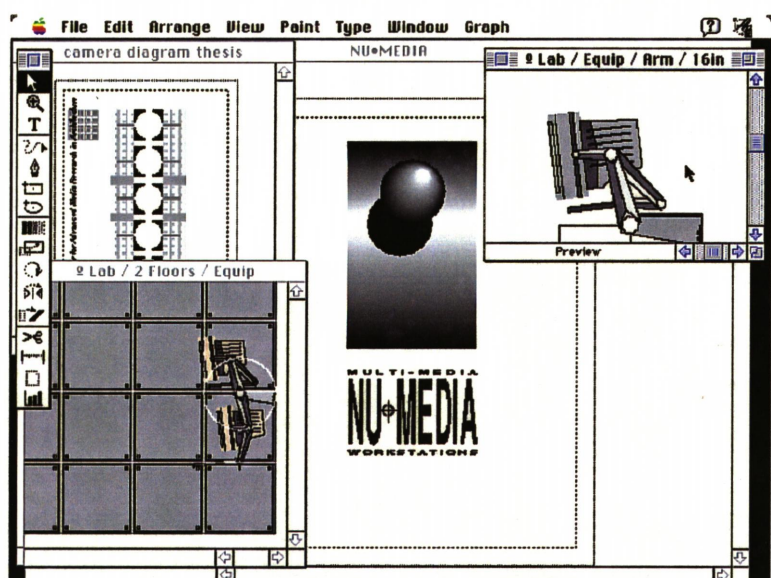 File Edit Arrange View Paint Type Window Graph
camera diagram thesis
NU•MEDIA
º Lab / Equip / Arm / 16in
T
Preview
º Lab / 2 Floors / Equip
MULTI-MEDIA
NU MEDIA
WORKSTATIONS